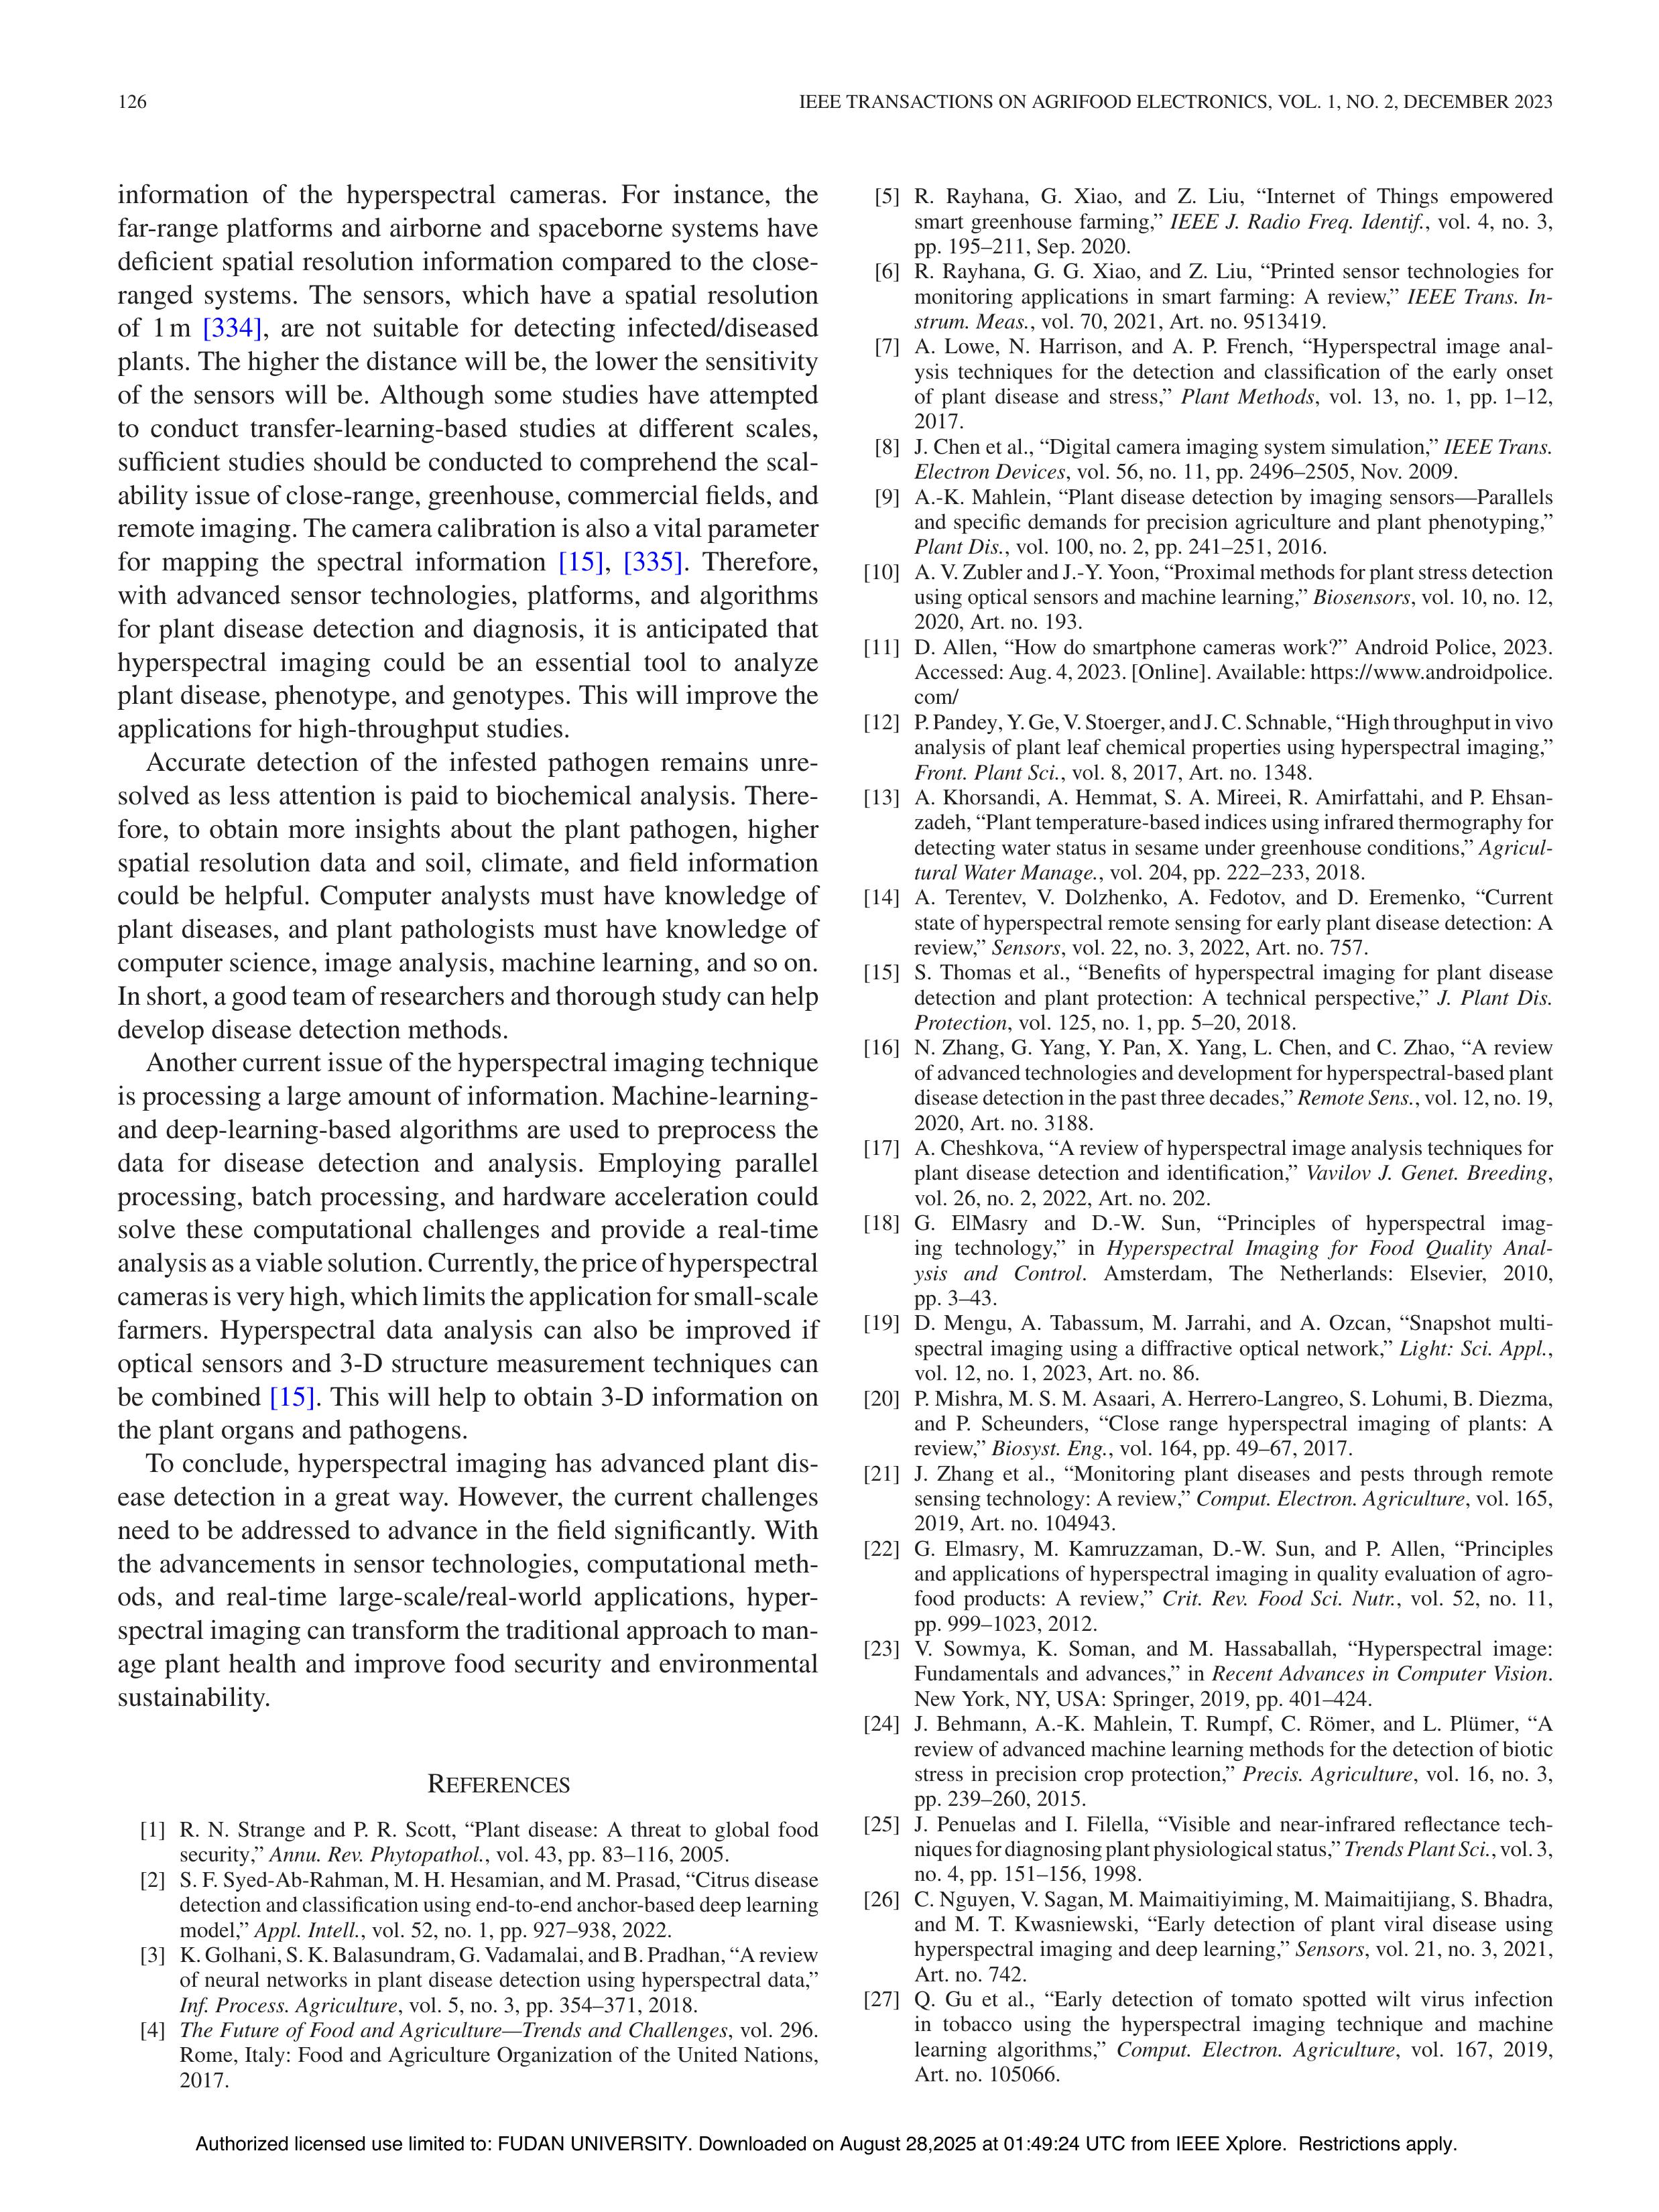 126
IEEE TRANSACTIONS ON AGRIFOOD ELECTRONICS, VOL. 1, NO. 2, DECEMBER 2023
information of the hyperspectral cameras. For instance, the
far-range platforms and airborne and spaceborne systems have
deficient spatial resolution information compared to the close-
ranged systems. The sensors, which have a spatial resolution
of 1 m [334], are not suitable for detecting infected/diseased
plants. The higher the distance will be, the lower the sensitivity
of the sensors will be. Although some studies have attempted
to conduct transfer-learning-based studies at different scales,
sufficient studies should be conducted to comprehend the scal-
ability issue of close-range, greenhouse, commercial fields, and
remote imaging. The camera calibration is also a vital parameter
for mapping the spectral information [15], [335]. Therefore,
with advanced sensor technologies, platforms, and algorithms
for plant disease detection and diagnosis, it is anticipated that
hyperspectral imaging could be an essential tool to analyze
plant disease, phenotype, and genotypes. This will improve the
applications for high-throughput studies.
Accurate detection of the infested pathogen remains unre-
solved as less attention is paid to biochemical analysis. There-
fore, to obtain more insights about the plant pathogen, higher
spatial resolution data and soil, climate, and field information
could be helpful. Computer analysts must have knowledge of
plant diseases, and plant pathologists must have knowledge of
computer science, image analysis, machine learning, and so on.
In short, a good team of researchers and thorough study can help
develop disease detection methods.
Another current issue of the hyperspectral imaging technique
is processing a large amount of information. Machine-learning-
and deep-learning-based algorithms are used to preprocess the
data for disease detection and analysis. Employing parallel
processing, batch processing, and hardware acceleration could
solve these computational challenges and provide a real-time
analysis as a viable solution. Currently, the price of hyperspectral
cameras is very high, which limits the application for small-scale
farmers. Hyperspectral data analysis can also be improved if
optical sensors and 3-D structure measurement techniques can
be combined [15]. This will help to obtain 3-D information on
the plant organs and pathogens.
To conclude, hyperspectral imaging has advanced plant dis-
ease detection in a great way. However, the current challenges
need to be addressed to advance in the field significantly. With
the advancements in sensor technologies, computational meth-
ods, and real-time large-scale/real-world applications, hyper-
spectral imaging can transform the traditional approach to man-
age plant health and improve food security and environmental
sustainability.
REFERENCES
[1] R. N. Strange and P. R. Scott, “Plant disease: A threat to global food
security,” Annu. Rev. Phytopathol., vol. 43, pp. 83–116, 2005.
[2] S. F. Syed-Ab-Rahman, M. H. Hesamian, and M. Prasad, “Citrus disease
detection and classification using end-to-end anchor-based deep learning
model,” Appl. Intell., vol. 52, no. 1, pp. 927–938, 2022.
[3] K. Golhani, S. K. Balasundram, G. Vadamalai, and B. Pradhan, “A review
of neural networks in plant disease detection using hyperspectral data,”
Inf. Process. Agriculture, vol. 5, no. 3, pp. 354–371, 2018.
[4] The Future of Food and Agriculture—Trends and Challenges, vol. 296.
Rome, Italy: Food and Agriculture Organization of the United Nations,
2017.
[5] R. Rayhana, G. Xiao, and Z. Liu, “Internet of Things empowered
smart greenhouse farming,” IEEE J. Radio Freq. Identif., vol. 4, no. 3,
pp. 195–211, Sep. 2020.
[6] R. Rayhana, G. G. Xiao, and Z. Liu, “Printed sensor technologies for
monitoring applications in smart farming: A review,” IEEE Trans. In-
strum. Meas., vol. 70, 2021, Art. no. 9513419.
[7] A. Lowe, N. Harrison, and A. P. French, “Hyperspectral image anal-
ysis techniques for the detection and classification of the early onset
of plant disease and stress,” Plant Methods, vol. 13, no. 1, pp. 1–12,
2017.
[8] J. Chen et al., “Digital camera imaging system simulation,” IEEE Trans.
Electron Devices, vol. 56, no. 11, pp. 2496–2505, Nov. 2009.
[9] A.-K. Mahlein, “Plant disease detection by imaging sensors—Parallels
and specific demands for precision agriculture and plant phenotyping,”
Plant Dis., vol. 100, no. 2, pp. 241–251, 2016.
[10] A. V. Zubler and J.-Y. Yoon, “Proximal methods for plant stress detection
using optical sensors and machine learning,” Biosensors, vol. 10, no. 12,
2020, Art. no. 193.
[11] D. Allen, “How do smartphone cameras work?” Android Police, 2023.
Accessed: Aug. 4, 2023. [Online]. Available: https://www.androidpolice.
com/
[12] P. Pandey, Y. Ge, V. Stoerger, and J. C. Schnable, “High throughput in vivo
analysis of plant leaf chemical properties using hyperspectral imaging,”
Front. Plant Sci., vol. 8, 2017, Art. no. 1348.
[13] A. Khorsandi, A. Hemmat, S. A. Mireei, R. Amirfattahi, and P. Ehsan-
zadeh, “Plant temperature-based indices using infrared thermography for
detecting water status in sesame under greenhouse conditions,” Agricul-
tural Water Manage., vol. 204, pp. 222–233, 2018.
[14] A. Terentev, V. Dolzhenko, A. Fedotov, and D. Eremenko, “Current
state of hyperspectral remote sensing for early plant disease detection: A
review,” Sensors, vol. 22, no. 3, 2022, Art. no. 757.
[15] S. Thomas et al., “Benefits of hyperspectral imaging for plant disease
detection and plant protection: A technical perspective,” J. Plant Dis.
Protection, vol. 125, no. 1, pp. 5–20, 2018.
[16] N. Zhang, G. Yang, Y. Pan, X. Yang, L. Chen, and C. Zhao, “A review
of advanced technologies and development for hyperspectral-based plant
disease detection in the past three decades,” Remote Sens., vol. 12, no. 19,
2020, Art. no. 3188.
[17] A. Cheshkova, “A review of hyperspectral image analysis techniques for
plant disease detection and identification,” Vavilov J. Genet. Breeding,
vol. 26, no. 2, 2022, Art. no. 202.
[18] G. ElMasry and D.-W. Sun, “Principles of hyperspectral imag-
ing technology,” in Hyperspectral Imaging for Food Quality Anal-
ysis and Control. Amsterdam, The Netherlands: Elsevier, 2010,
pp. 3–43.
[19] D. Mengu, A. Tabassum, M. Jarrahi, and A. Ozcan, “Snapshot multi-
spectral imaging using a diffractive optical network,” Light: Sci. Appl.,
vol. 12, no. 1, 2023, Art. no. 86.
[20] P. Mishra, M. S. M. Asaari, A. Herrero-Langreo, S. Lohumi, B. Diezma,
and P. Scheunders, “Close range hyperspectral imaging of plants: A
review,” Biosyst. Eng., vol. 164, pp. 49–67, 2017.
[21] J. Zhang et al., “Monitoring plant diseases and pests through remote
sensing technology: A review,” Comput. Electron. Agriculture, vol. 165,
2019, Art. no. 104943.
[22] G. Elmasry, M. Kamruzzaman, D.-W. Sun, and P. Allen, “Principles
and applications of hyperspectral imaging in quality evaluation of agro-
food products: A review,” Crit. Rev. Food Sci. Nutr., vol. 52, no. 11,
pp. 999–1023, 2012.
[23] V. Sowmya, K. Soman, and M. Hassaballah, “Hyperspectral image:
Fundamentals and advances,” in Recent Advances in Computer Vision.
New York, NY, USA: Springer, 2019, pp. 401–424.
[24] J. Behmann, A.-K. Mahlein, T. Rumpf, C. Römer, and L. Plümer, “A
review of advanced machine learning methods for the detection of biotic
stress in precision crop protection,” Precis. Agriculture, vol. 16, no. 3,
pp. 239–260, 2015.
[25] J. Penuelas and I. Filella, “Visible and near-infrared reflectance tech-
niques for diagnosing plant physiological status,” Trends Plant Sci., vol. 3,
no. 4, pp. 151–156, 1998.
[26] C. Nguyen, V. Sagan, M. Maimaitiyiming, M. Maimaitijiang, S. Bhadra,
and M. T. Kwasniewski, “Early detection of plant viral disease using
hyperspectral imaging and deep learning,” Sensors, vol. 21, no. 3, 2021,
Art. no. 742.
[27] Q. Gu et al., “Early detection of tomato spotted wilt virus infection
in tobacco using the hyperspectral imaging technique and machine
learning algorithms,” Comput. Electron. Agriculture, vol. 167, 2019,
Art. no. 105066.
Authorized licensed use limited to: FUDAN UNIVERSITY. Downloaded on August 28,2025 at 01:49:24 UTC from IEEE Xplore. Restrictions apply.